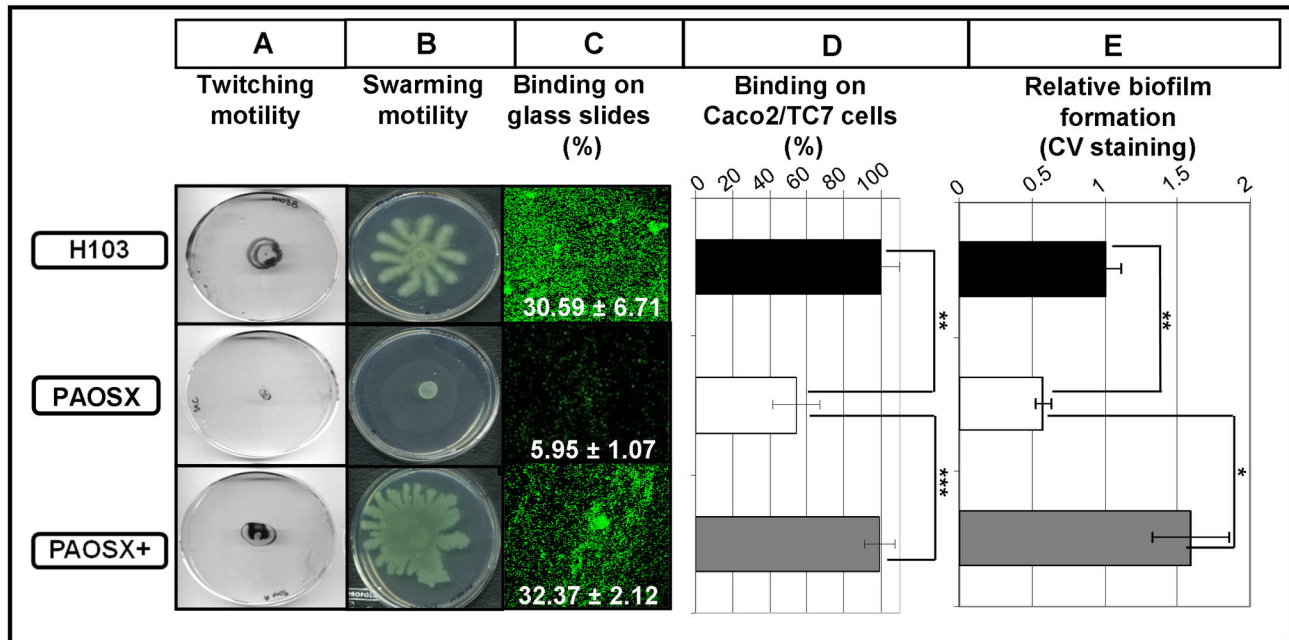 A
B
C
D
E
Twitching
motility
Swarming
motility
Binding on
glass slides
(%)
Binding on
Caco2/TC7 cells
(%)
Relative biofilm
formation
(CV staining)
0
20
40
60
80
100
0
0.5
1
1.5
2
H103
30.59 ± 6.71
**
**
PAOSX
5.95 ± 1.07
***
*
PAOSX+
32.37 ± 2.12